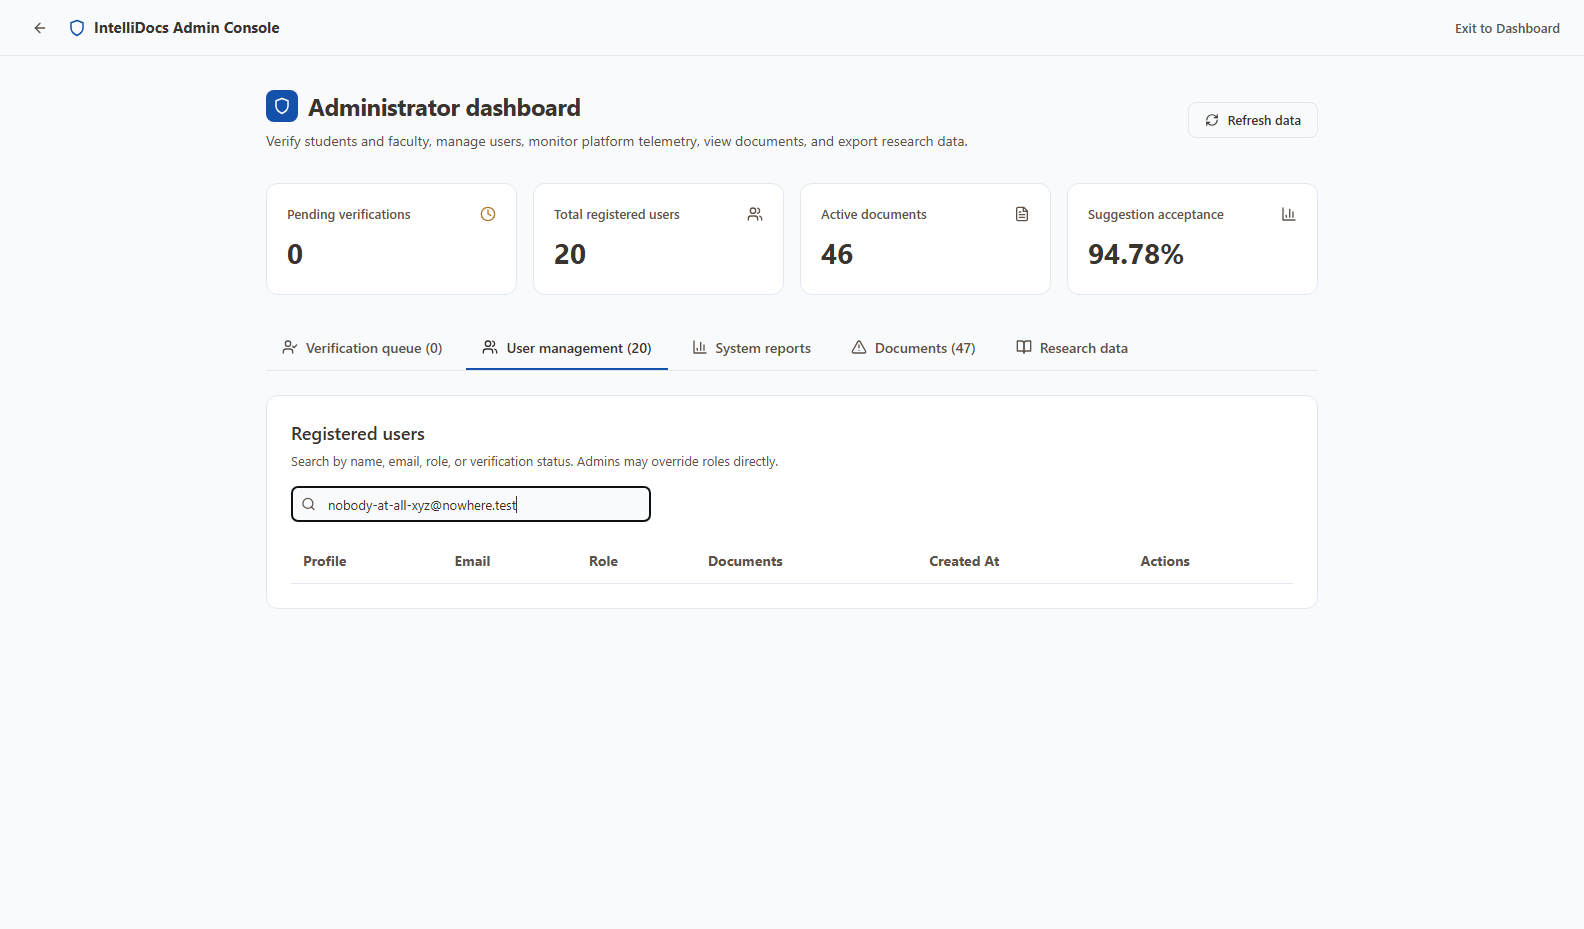 IntelliDocs Admin Console
Exit to Dashboard
Administrator dashboard
Verify students and faculty, manage users, monitor platform telemetry, view documents, and export research data.
Refresh data
Pending verifications
0
Total registered users
20
Active documents
46
Suggestion acceptance
94.78%
Verification queue (0)
User management (20)
System reports
Documents (47)
Research data
Registered users
Search by name, email, role, or verification status. Admins may override roles directly.
nobody-at-all-xyz@nowhere.test
Profile Email Role Documents Created At Actions